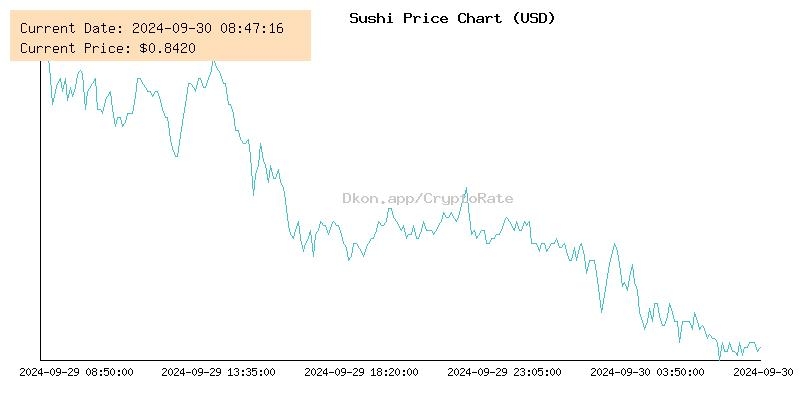 Sushi Price Chart (USD)
Current Date: 2024-09-30 08:47:16
Current Price: $0.8420
Dkon.app/CryptoRate
2024-09-29 08:50:00 2024-09-29 13:35:00 2024-09-29 18:20:00 2024-09-29 23:05:00 2024-09-30 03:50:00 2024-09-30